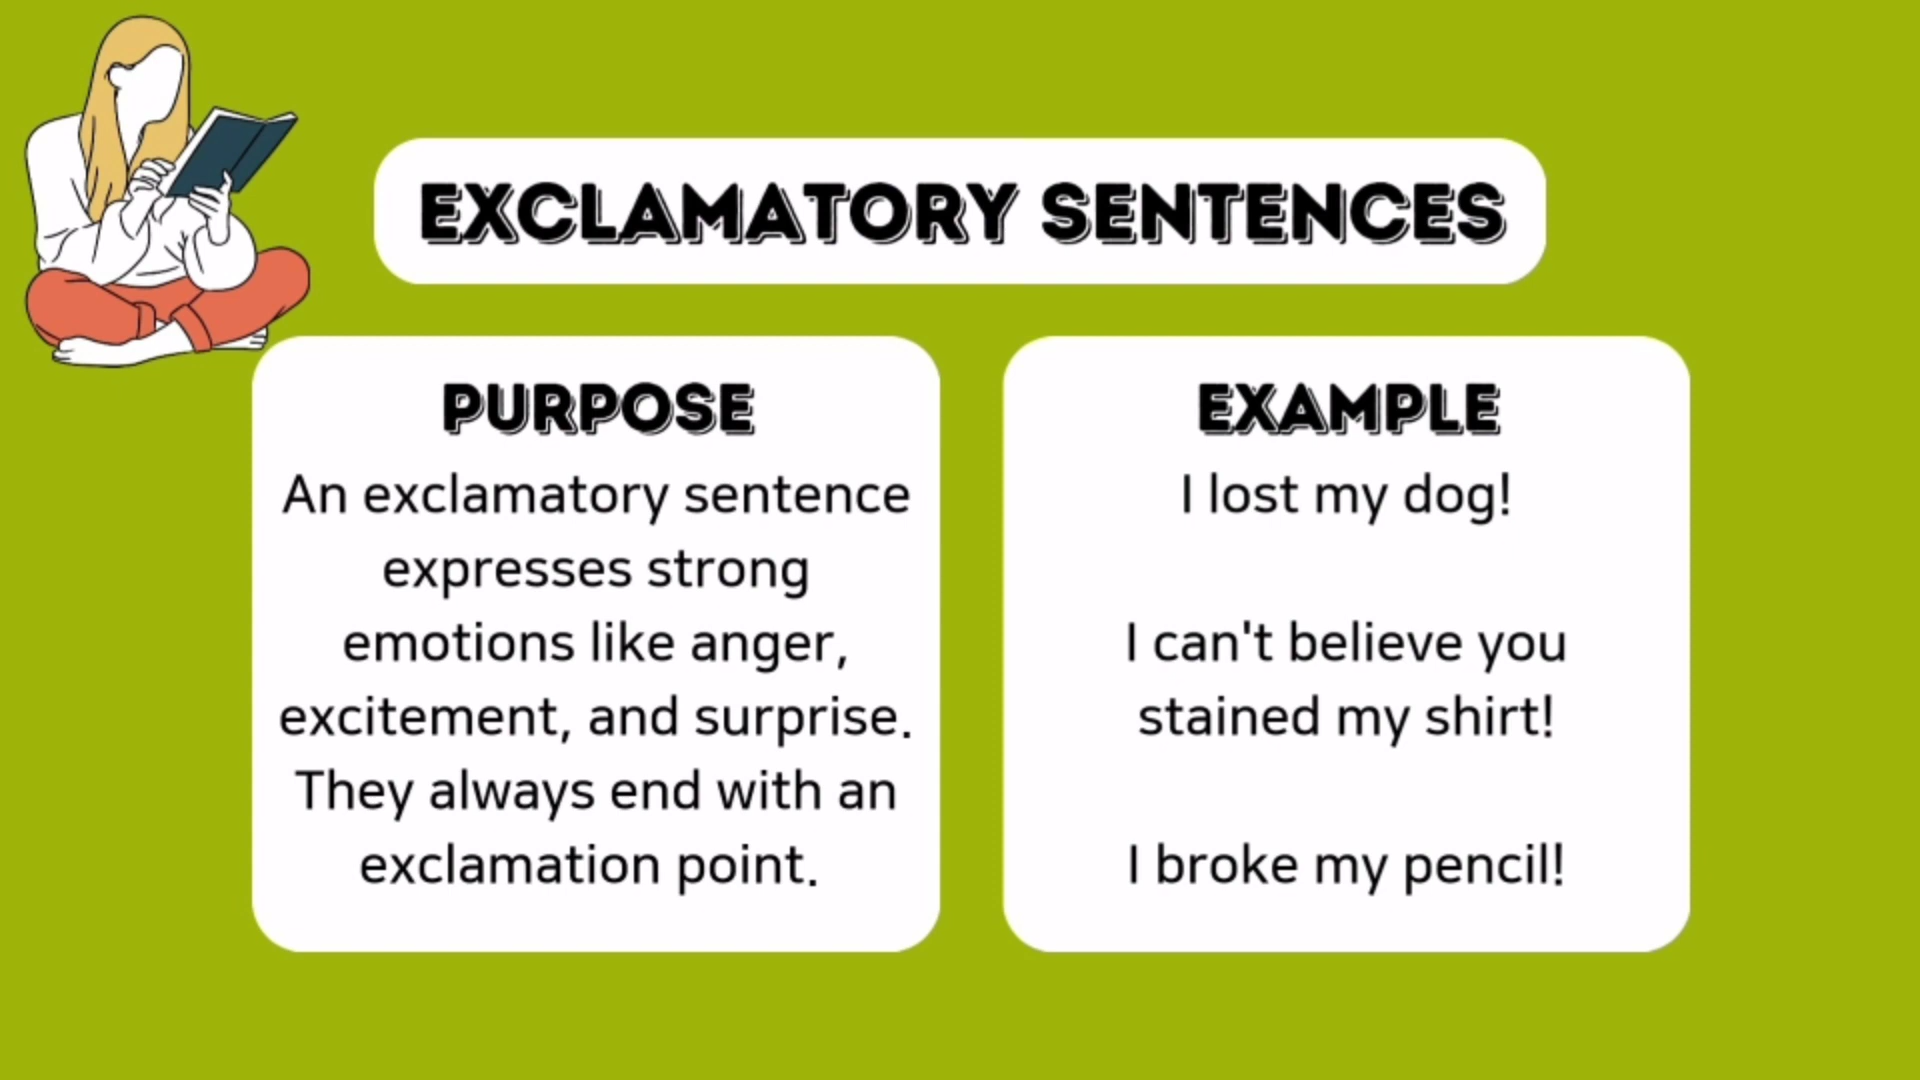 EXCLAMATORY SENTENCES
PURPOSE
An exclamatory sentence
expresses strong
emotions like anger,
excitement, and surprise.
They always end with an
exclamation point.
EXAMPLE
I lost my dog!
I can't believe you
stained my shirt!
I broke my pencil!